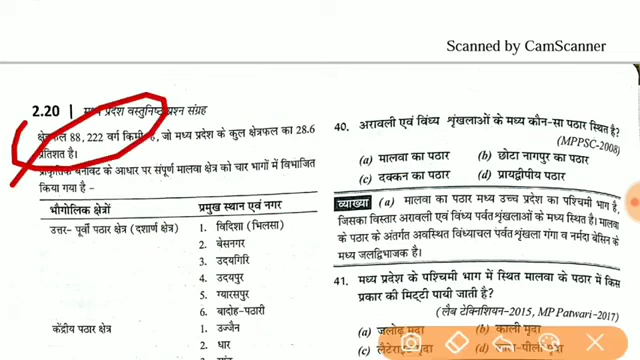 Scanned by CamScanner
2.20 मध्य प्रदेश वस्तुनिष्ठ प्रश्न संग्रह
क्षेत्रफल 88, 222 वर्ग किमी है, जो मध्य प्रदेश के कुल क्षेत्रफल का 28.6
प्रतिशत है।
प्राकृतिक बनावट के आधार पर संपूर्ण मालवा क्षेत्र को चार भागों में विभाजित
किया गया है –
भौगोलिक क्षेत्रों प्रमुख स्थान एवं नगर
उत्तर– पूर्वी पठार क्षेत्र (दशार्ण क्षेत्र) 1. विदिशा (भिलसा)
2. बेसनगर
3. उदयगिरि
4. उदयपुर
5. ग्यारसपुर
6. बादोह-पठारी
केंद्रीय पठार क्षेत्र 1. उज्जैन
2. धार
40. अरावली एवं विंध्य शृंखलाओं के मध्य कौन-सा पठार स्थित है?
(MPPSC-2008)
(a) मालवा का पठार (b) छोटा नागपुर का पठार
(c) दक्कन का पठार (d) प्रायद्वीपीय पठार
व्याख्या (a) मालवा का पठार मध्य उच्च प्रदेश का पश्चिमी भाग है,
जिसका विस्तार अरावली एवं विंध्य पर्वत शृंखलाओं के मध्य स्थित है। मालवा
के पठार के अंतर्गत अवस्थित विंध्याचल पर्वत शृंखला गंगा व नर्मदा बेसिन के
मध्य जलद्विभाजक है।
41. मध्य प्रदेश के पश्चिमी भाग में स्थित मालवा के पठार में किस
प्रकार की मिट्टी पायी जाती है?
(लैब टेक्निशियन-2015, MP Patwari-2017)
(a) जलोढ़ मृदा (b) काली मृदा
(c) लैटेराइट मृदा (d) लाल-पीली मृदा